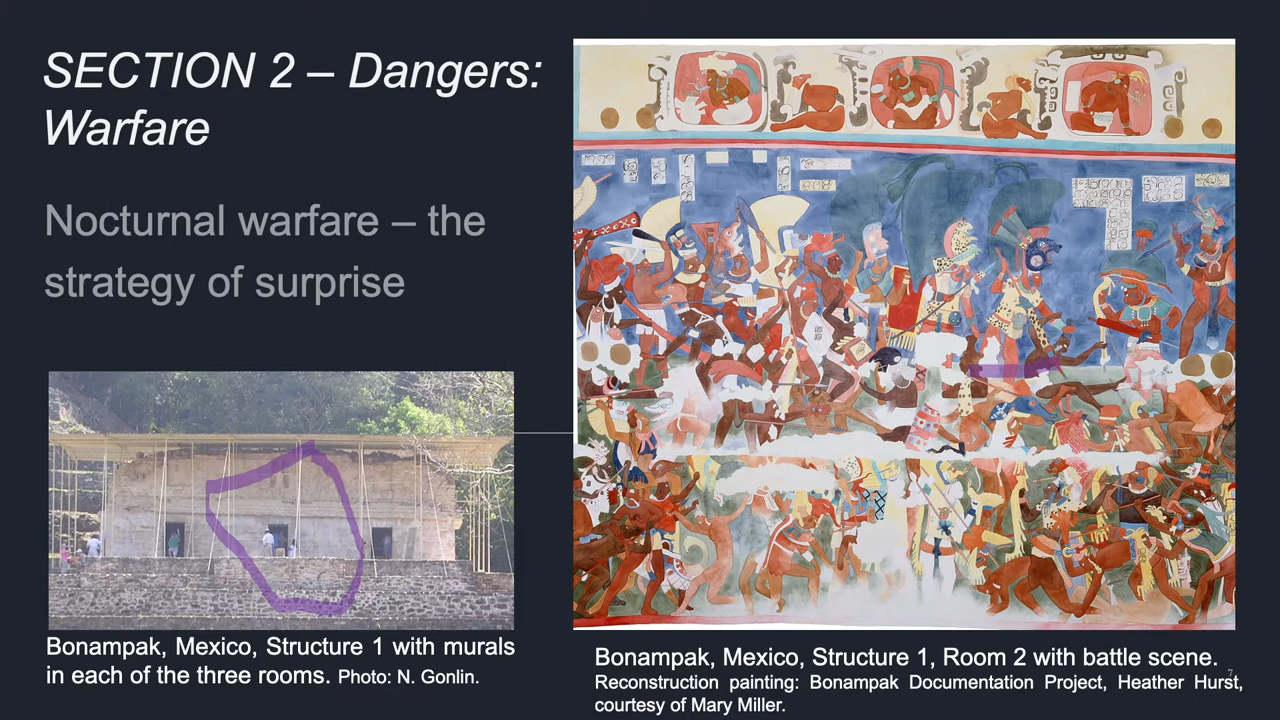 SECTION 2 – Dangers:
Warfare
Nocturnal warfare – the
strategy of surprise
Bonampak, Mexico, Structure 1 with murals
in each of the three rooms. Photo: N. Gonlin.
Bonampak, Mexico, Structure 1, Room 2 with battle scene.
Reconstruction painting: Bonampak Documentation Project, Heather Hurst,
courtesy of Mary Miller.
7